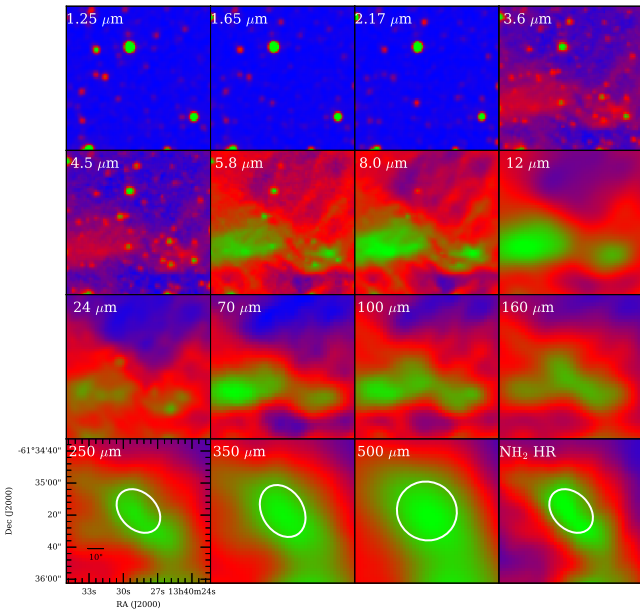 1.25 μm 1.65 μm 2.17 μm 3.6 μm
4.5 μm 5.8 μm 8.0 μm 12 μm
24 μm 70 μm 100 μm 160 μm
250 μm 350 μm 500 μm NH₂ HR
-61°34'40"
35'00"
20"
40"
36'00"
Dec (J2000)
10"
33s 30s 27s 13h40m24s
RA (J2000)